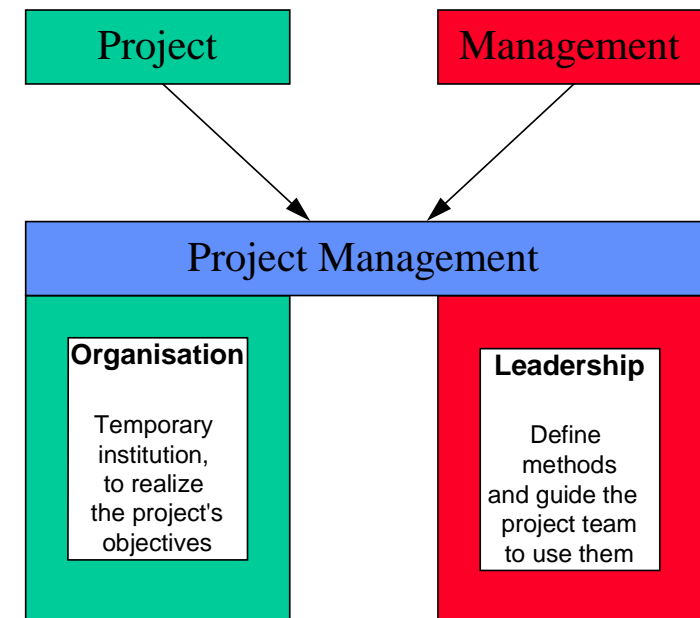 Project
Management
Project Management
Organisation
Temporary
institution,
to realize
the project's
objectives
Leadership
Define
methods
and guide the
project team
to use them